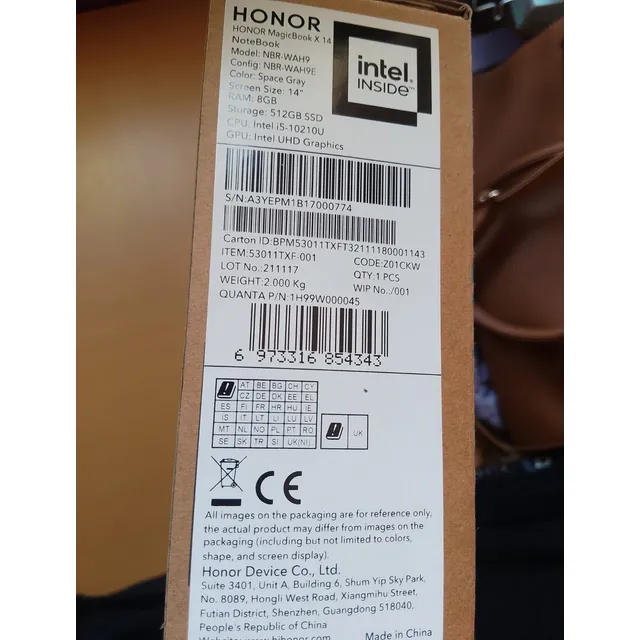 HONOR
HONOR MagicBook X 14
NoteBook
Model: NBR-WAH9
Config: NBR-WAH9E
Color: Space Gray
Screen Size: 14"
RAM: 8GB
Storage: 512GB SSD
CPU: Intel i5-10210U
GPU: Intel UHD Graphics
intel
INSIDE™
S/N:A3YEPM1B17000774
Carton ID:BPM53011TXFT32111180001143
ITEM:53011TXF-001 CODE:Z01CKW
LOT No.:211117 QTY:1 PCS
WEIGHT:2.000 Kg WIP No.:/001
QUANTA P/N:1H99W000045
6 973316 854343
AT BE BG CH CY
CZ DE DK EE EL
ES FI FR HR HU IE
IS IT LT LI LU LV
MT NL NO PL PT RO
SE SK TR SI UK(NI)
UK
CE
All images on the packaging are for reference only,
the actual product may differ from images on the
packaging (including but not limited to colors,
shape, and screen display).
Honor Device Co., Ltd.
Suite 3401, Unit A, Building 6, Shum Yip Sky Park,
No. 8089, Hongli West Road, Xiangmihu Street,
Futian District, Shenzhen, Guangdong 518040,
People's Republic of China
Website: www.hihonor.com Made in China